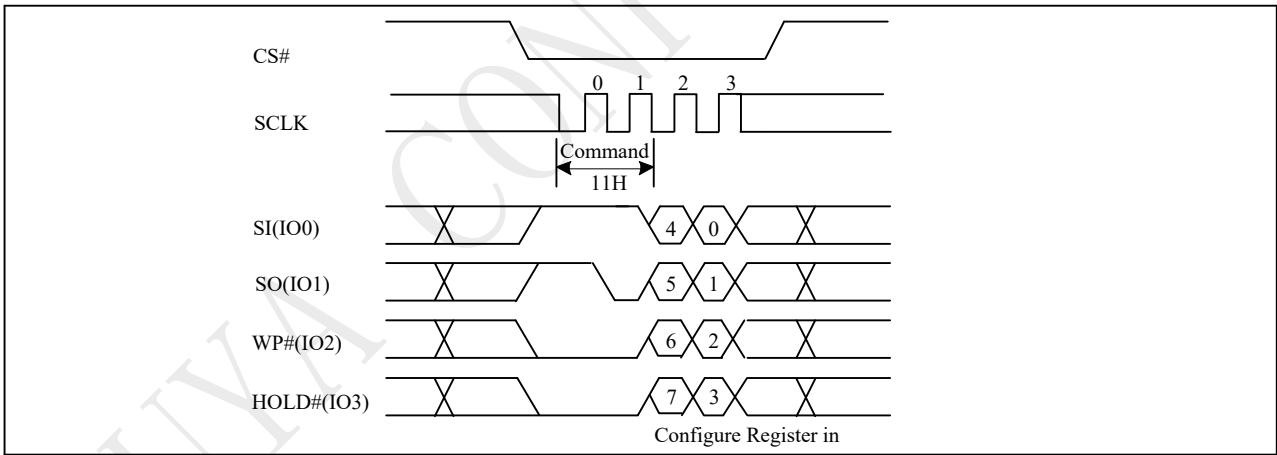 CS#
0 1 2 3
SCLK
Command
11H
SI(IO0) 4 0
SO(IO1) 5 1
WP#(IO2) 6 2
HOLD#(IO3) 7 3
Configure Register in